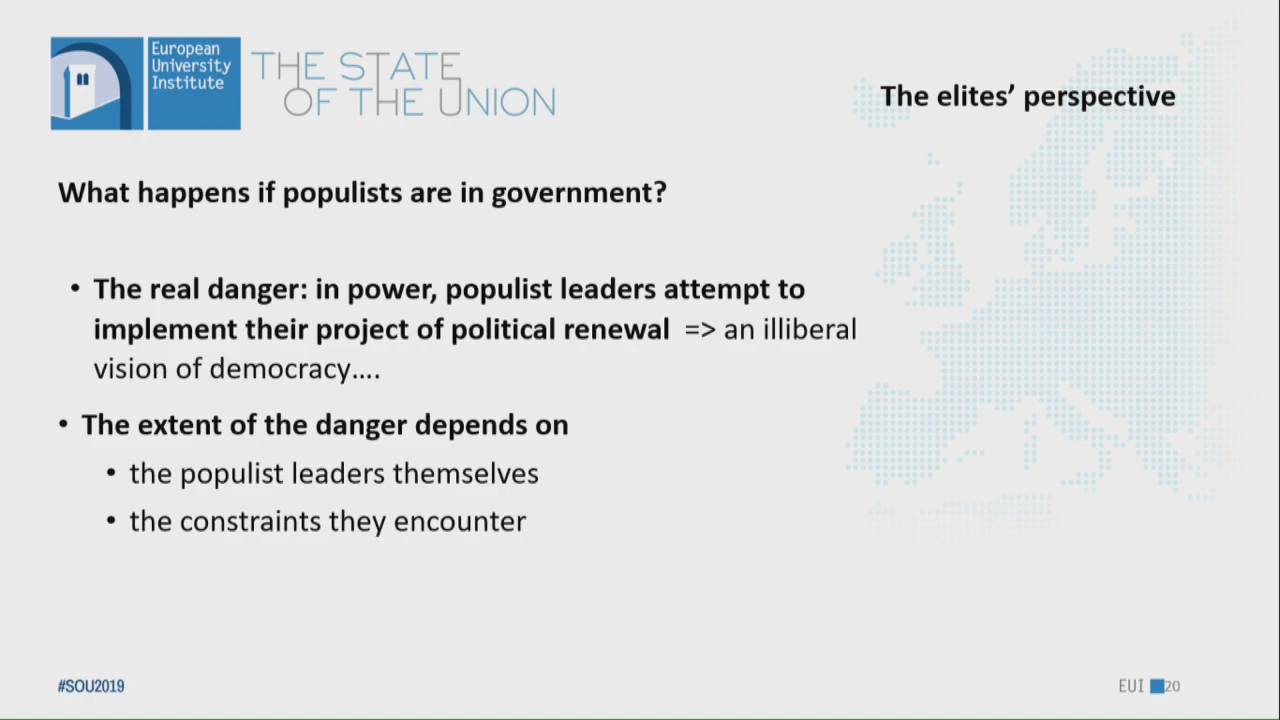 European
University
Institute
THE STATE
OF THE UNION
The elites’ perspective
What happens if populists are in government?
• The real danger: in power, populist leaders attempt to
implement their project of political renewal => an illiberal
vision of democracy….
• The extent of the danger depends on
• the populist leaders themselves
• the constraints they encounter
#SOU2019
EUI 20